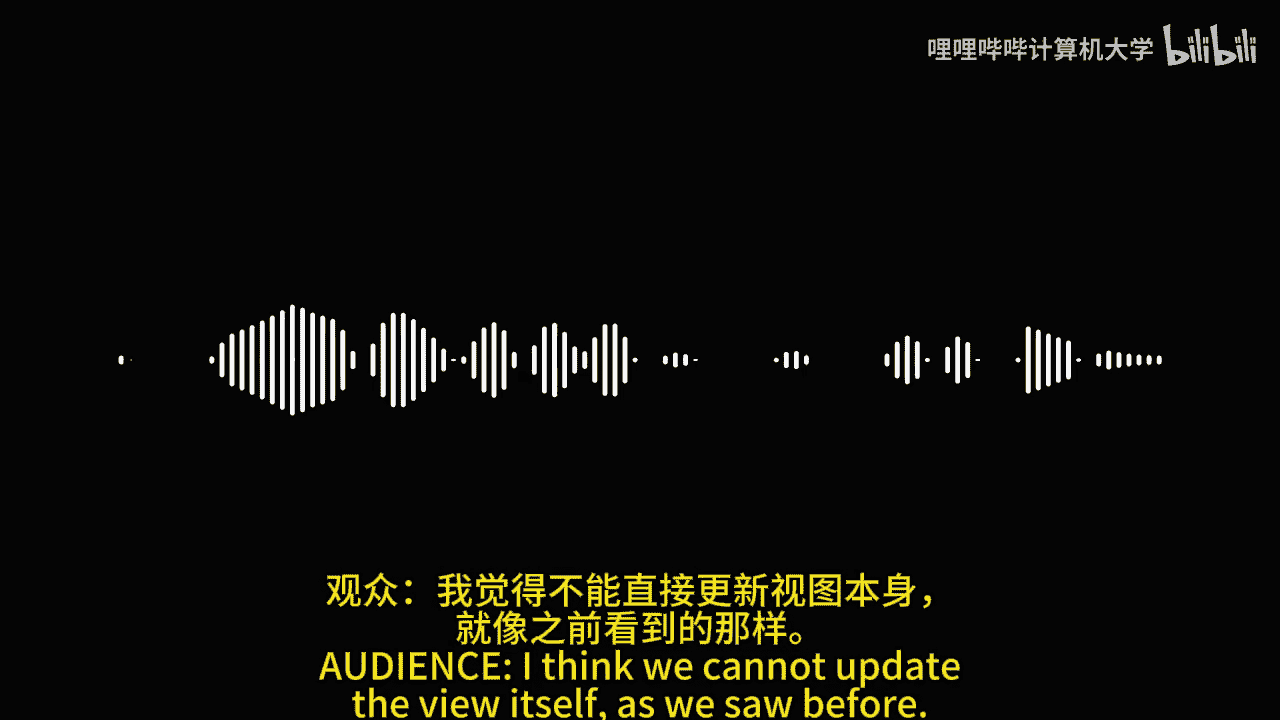 哩哩哔哔计算机大学 bilibili
观众：我觉得不能直接更新视图本身，
就像之前看到的那样。
AUDIENCE: I think we cannot update
the view itself, as we saw before.